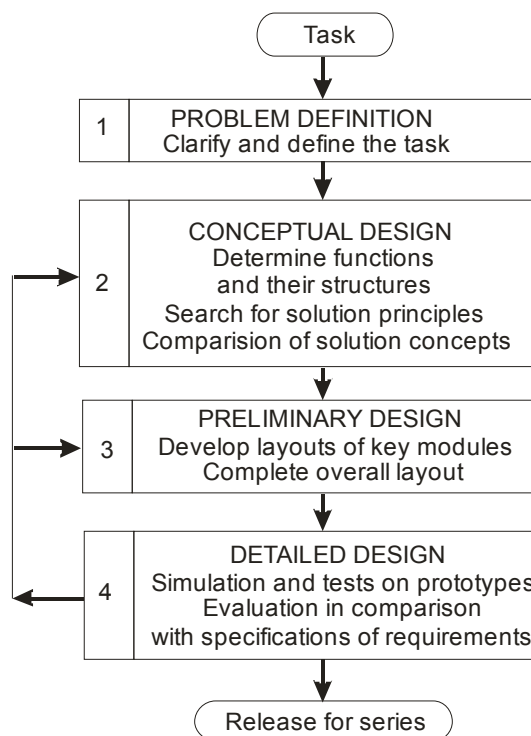 Task
1
PROBLEM DEFINITION
Clarify and define the task
2
CONCEPTUAL DESIGN
Determine functions
and their structures
Search for solution principles
Comparision of solution concepts
3
PRELIMINARY DESIGN
Develop layouts of key modules
Complete overall layout
4
DETAILED DESIGN
Simulation and tests on prototypes
Evaluation in comparison
with specifications of requirements
Release for series